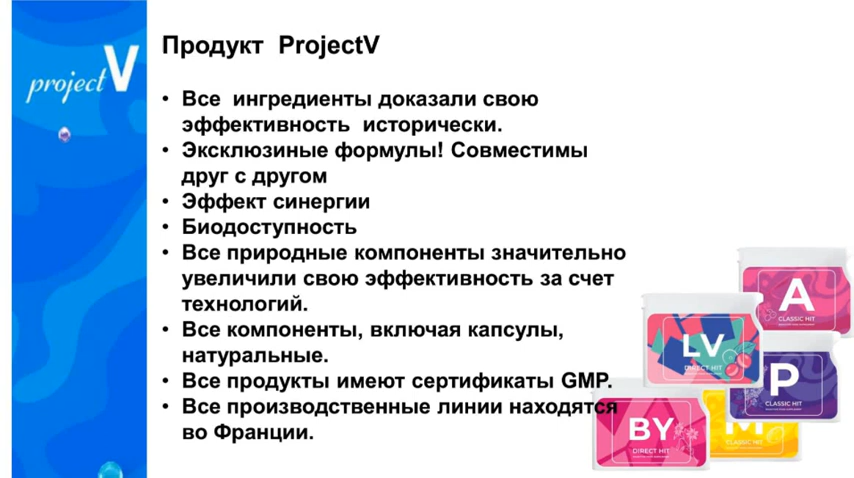 project V
Продукт ProjectV
• Все ингредиенты доказали свою
эффективность исторически.
• Эксклюзиные формулы! Совместимы
друг с другом
• Эффект синергии
• Биодоступность
• Все природные компоненты значительно
увеличили свою эффективность за счет
технологий.
• Все компоненты, включая капсулы,
натуральные.
• Все продукты имеют сертификаты GMP.
• Все производственные линии находятся
во Франции.
A
CLASSIC HIT
LV
DIRECT HIT
P
CLASSIC HIT
BY
DIRECT HIT
M
CLASSIC HIT